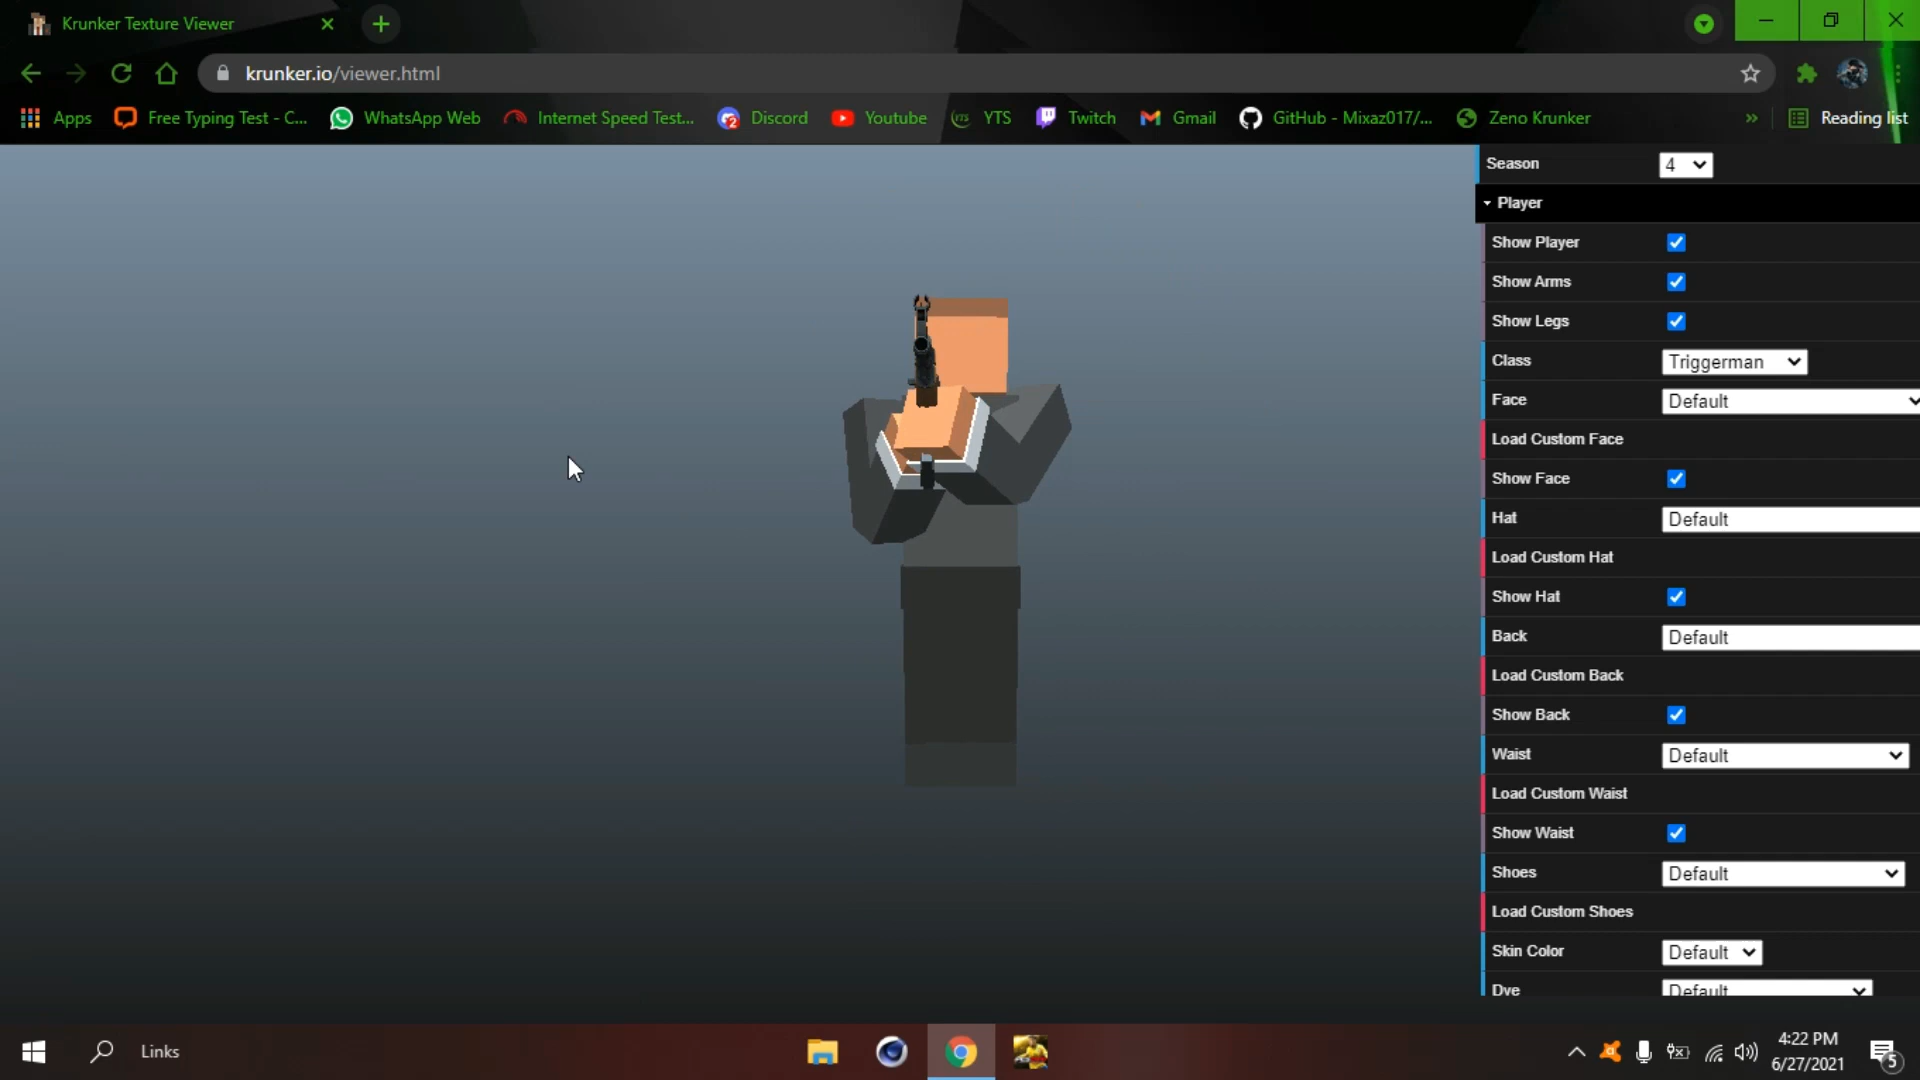 Krunker Texture Viewer
krunker.io/viewer.html
Apps Free Typing Test - C... WhatsApp Web Internet Speed Test... Discord Youtube YTS Twitch Gmail GitHub - Mixaz017/... Zeno Krunker » Reading list
Season 4
Player
Show Player
Show Arms
Show Legs
Class Triggerman
Face Default
Load Custom Face
Show Face
Hat Default
Load Custom Hat
Show Hat
Back Default
Load Custom Back
Show Back
Waist Default
Load Custom Waist
Show Waist
Shoes Default
Load Custom Shoes
Skin Color Default
Dye Default
Links
4:22 PM
6/27/2021
5